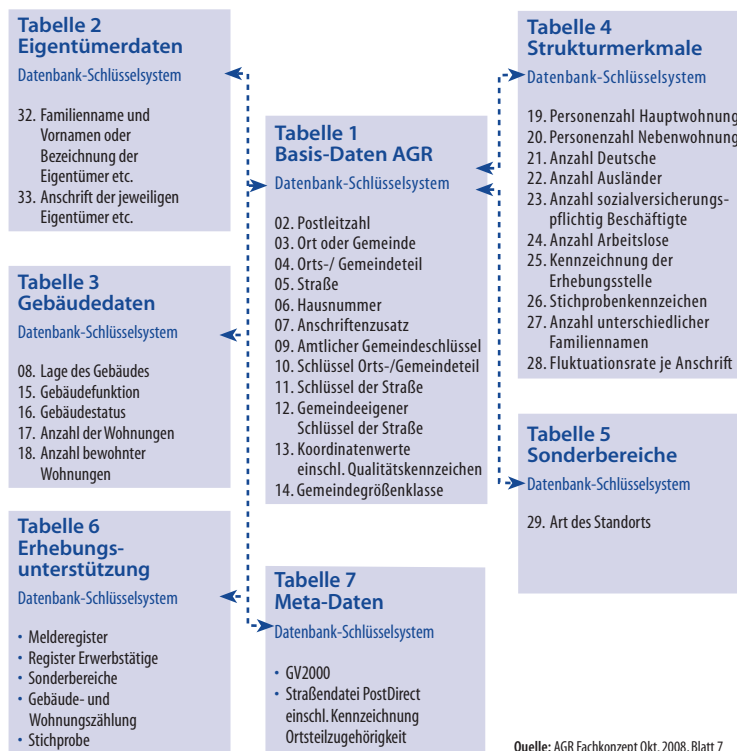 Tabelle 2
Eigentümerdaten
Datenbank-Schlüsselsystem
32. Familienname und
Vornamen oder
Bezeichnung der
Eigentümer etc.
33. Anschrift der jeweiligen
Eigentümer etc.
Tabelle 3
Gebäudedaten
Datenbank-Schlüsselsystem
08. Lage des Gebäudes
15. Gebäudefunktion
16. Gebäudestatus
17. Anzahl der Wohnungen
18. Anzahl bewohnter
Wohnungen
Tabelle 6
Erhebungs-
unterstützung
Datenbank-Schlüsselsystem
• Melderegister
• Register Erwerbstätige
• Sonderbereiche
• Gebäude- und
Wohnungszählung
• Stichprobe
Tabelle 1
Basis-Daten AGR
Datenbank-Schlüsselsystem
02. Postleitzahl
03. Ort oder Gemeinde
04. Orts-/ Gemeindeteil
05. Straße
06. Hausnummer
07. Anschriftenzusatz
09. Amtlicher Gemeindeschlüssel
10. Schlüssel Orts-/Gemeindeteil
11. Schlüssel der Straße
12. Gemeindeeigener
Schlüssel der Straße
13. Koordinatenwerte
einschl. Qualitätskennzeichen
14. Gemeindegrößenklasse
Tabelle 7
Meta-Daten
Datenbank-Schlüsselsystem
• GV2000
• Straßendatei PostDirect
einschl. Kennzeichnung
Ortsteilzugehörigkeit
Tabelle 4
Strukturmerkmale
Datenbank-Schlüsselsystem
19. Personenzahl Hauptwohnung
20. Personenzahl Nebenwohnung
21. Anzahl Deutsche
22. Anzahl Ausländer
23. Anzahl sozialversicherungs-
pflichtig Beschäftigte
24. Anzahl Arbeitslose
25. Kennzeichnung der
Erhebungsstelle
26. Stichprobenkennzeichen
27. Anzahl unterschiedlicher
Familiennamen
28. Fluktuationsrate je Anschrift
Tabelle 5
Sonderbereiche
Datenbank-Schlüsselsystem
29. Art des Standorts
Quelle: AGR Fachkonzept Okt. 2008, Blatt 7